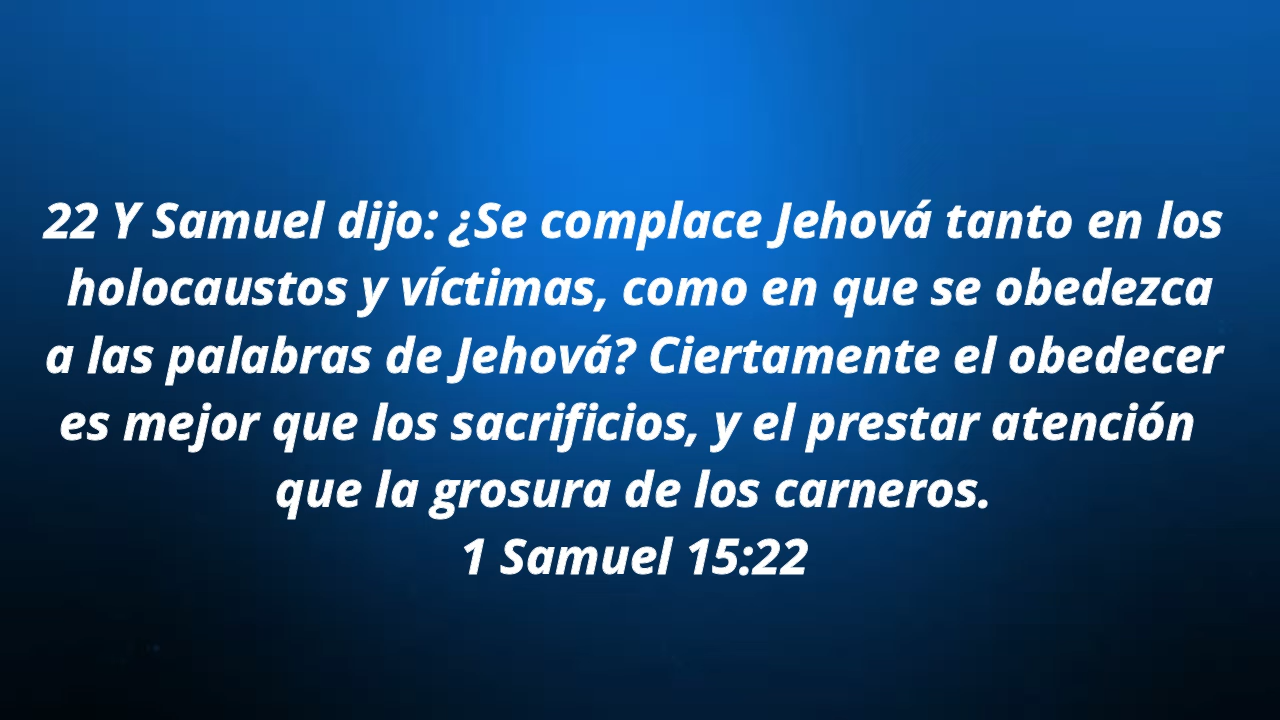 22 Y Samuel dijo: ¿Se complace Jehová tanto en los
holocaustos y víctimas, como en que se obedezca
a las palabras de Jehová? Ciertamente el obedecer
es mejor que los sacrificios, y el prestar atención
que la grosura de los carneros.
1 Samuel 15:22